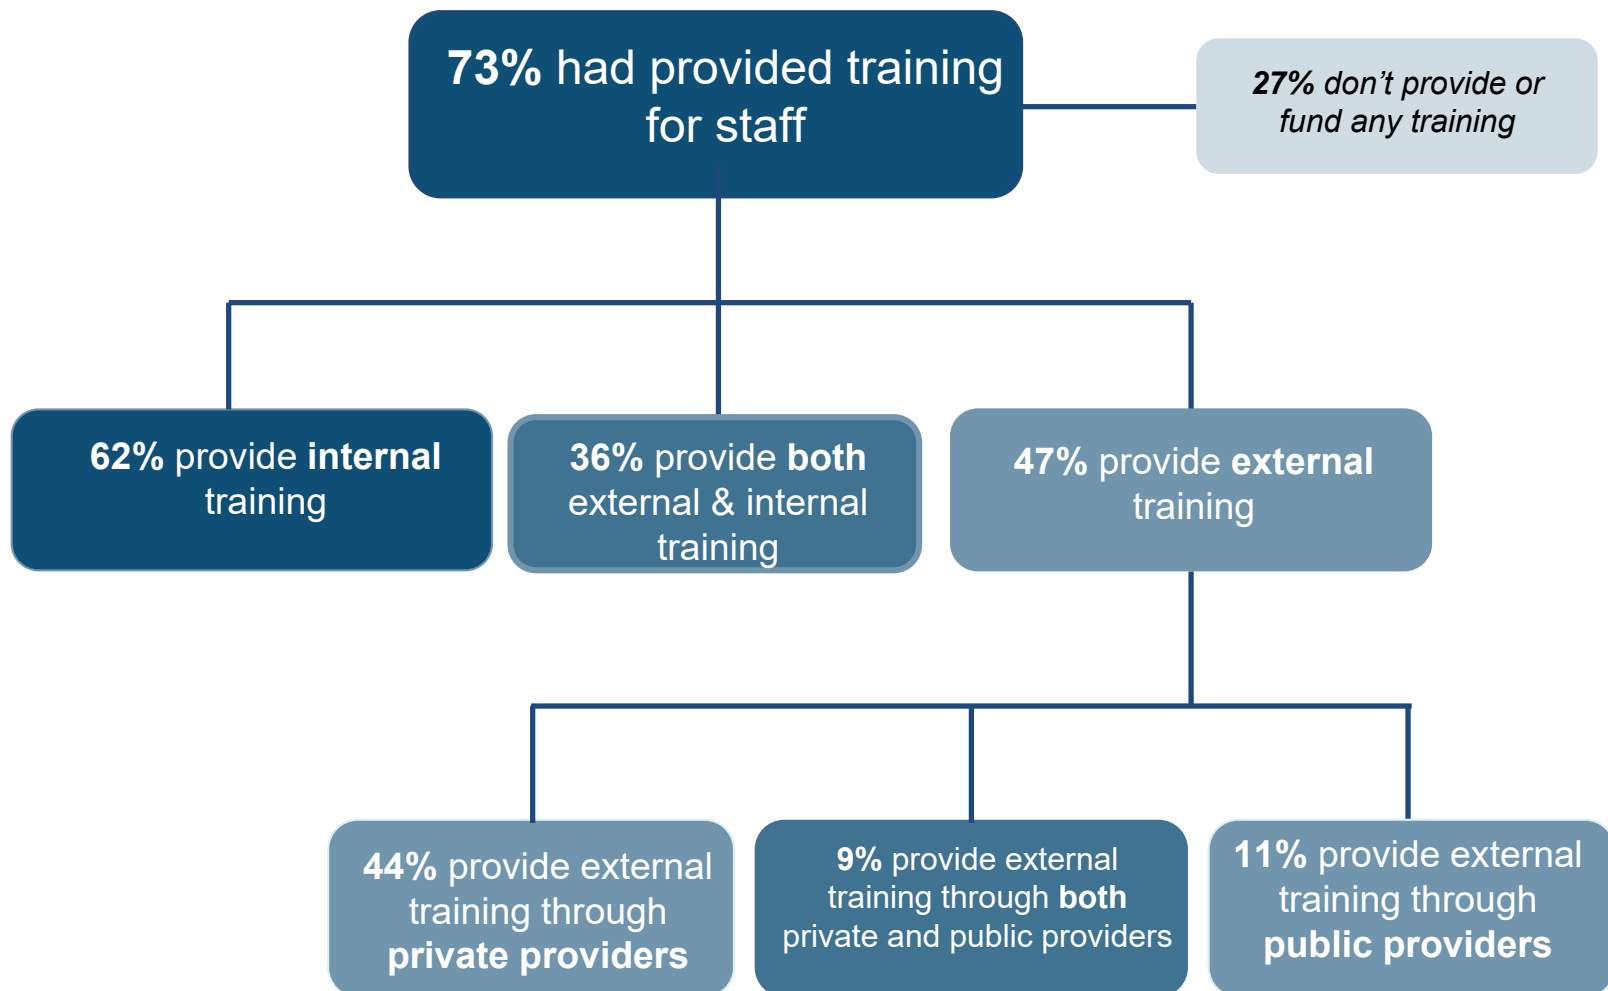 73% had provided training
for staff
27% don’t provide or
fund any training
62% provide internal
training
36% provide both
external & internal
training
47% provide external
training
44% provide external
training through
private providers
9% provide external
training through both
private and public providers
11% provide external
training through
public providers